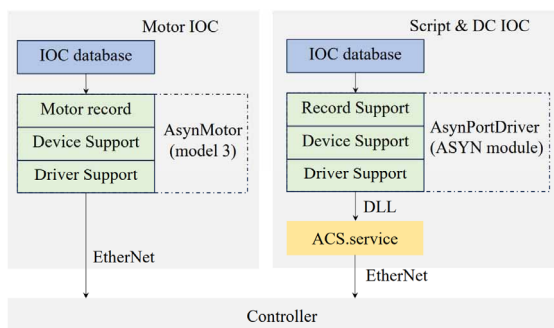 Motor IOC
IOC database
Motor record
Device Support
Driver Support
AsynMotor
(model 3)
EtherNet
Script & DC IOC
IOC database
Record Support
Device Support
Driver Support
AsynPortDriver
(ASYN module)
DLL
ACS.service
EtherNet
Controller